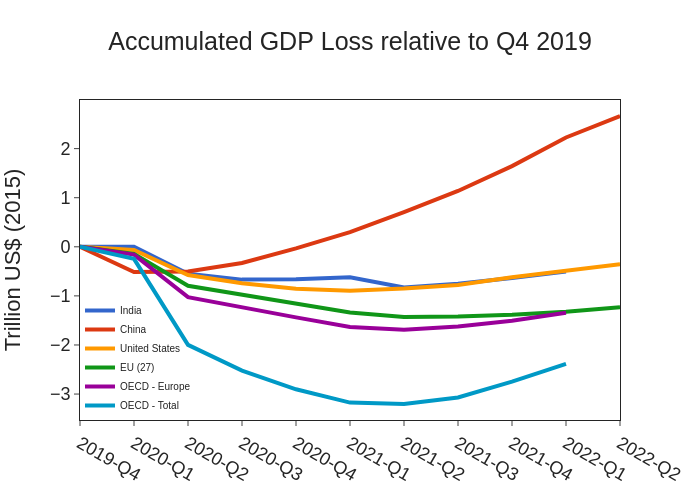 Accumulated GDP Loss relative to Q4 2019
Trillion US$ (2015)
2
1
0
−1
−2
−3
India
China
United States
EU (27)
OECD - Europe
OECD - Total
2019-Q4
2020-Q1
2020-Q2
2020-Q3
2020-Q4
2021-Q1
2021-Q2
2021-Q3
2021-Q4
2022-Q1
2022-Q2